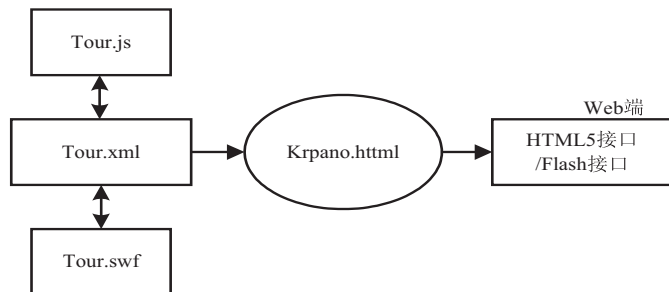 Tour.js
Tour.xml
Tour.swf
Krpano.httml
Web端
HTML5接口
/Flash接口